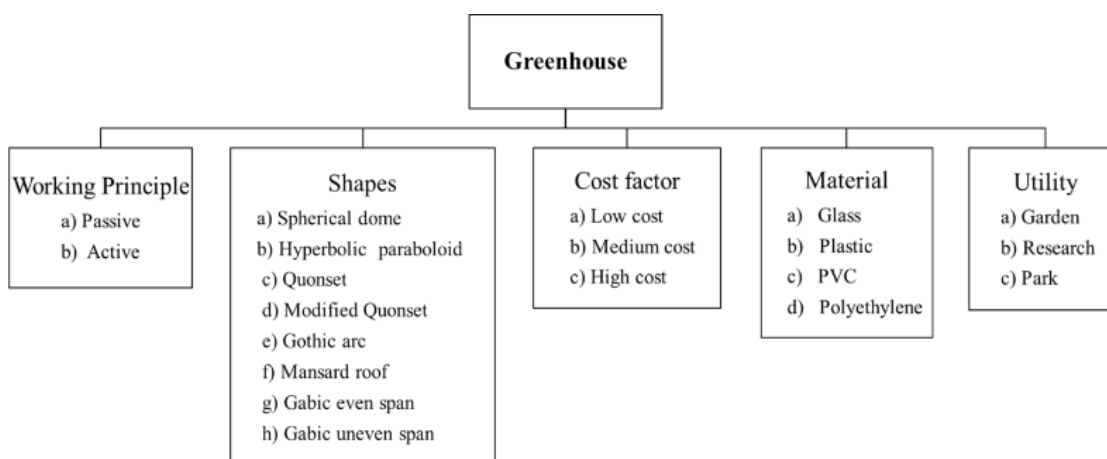 Greenhouse
Working Principle
a) Passive
b) Active
Shapes
a) Spherical dome
b) Hyperbolic paraboloid
c) Quonset
d) Modified Quonset
e) Gothic arc
f) Mansard roof
g) Gabic even span
h) Gabic uneven span
Cost factor
a) Low cost
b) Medium cost
c) High cost
Material
a) Glass
b) Plastic
c) PVC
d) Polyethylene
Utility
a) Garden
b) Research
c) Park